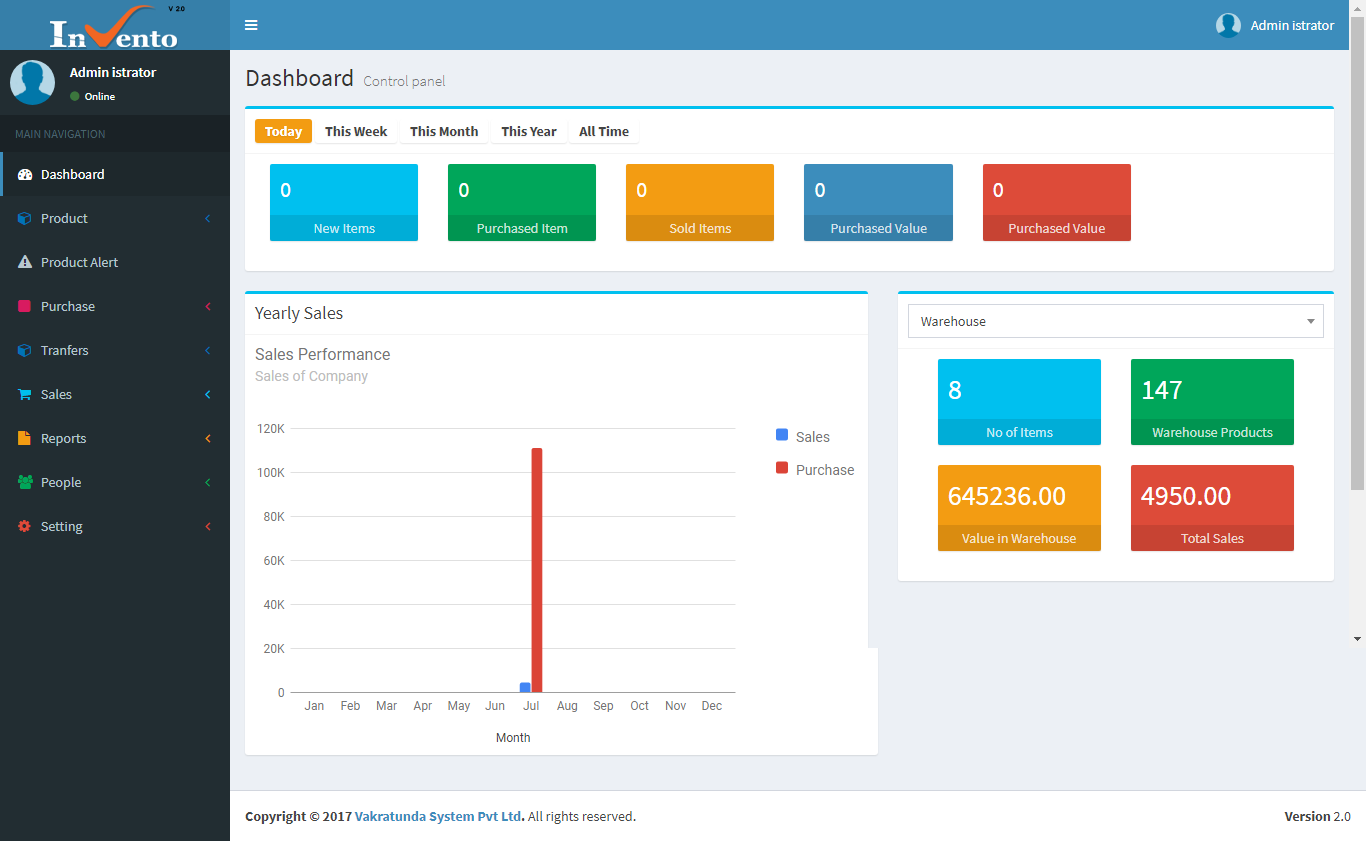 V 2.0
Invento
Admin istrator
Admin istrator
Online
MAIN NAVIGATION
Dashboard
Product
Product Alert
Purchase
Tranfers
Sales
Reports
People
Setting
Dashboard Control panel
Today This Week This Month This Year All Time
0 0 0 0 0
New Items Purchased Item Sold Items Purchased Value Purchased Value
Yearly Sales
Sales Performance
Sales of Company
120K
100K
80K
60K
40K
20K
0
Jan Feb Mar Apr May Jun Jul Aug Sep Oct Nov Dec
Month
Sales
Purchase
Warehouse
8 147
No of Items Warehouse Products
645236.00 4950.00
Value in Warehouse Total Sales
Copyright © 2017 Vakratunda System Pvt Ltd. All rights reserved. Version 2.0